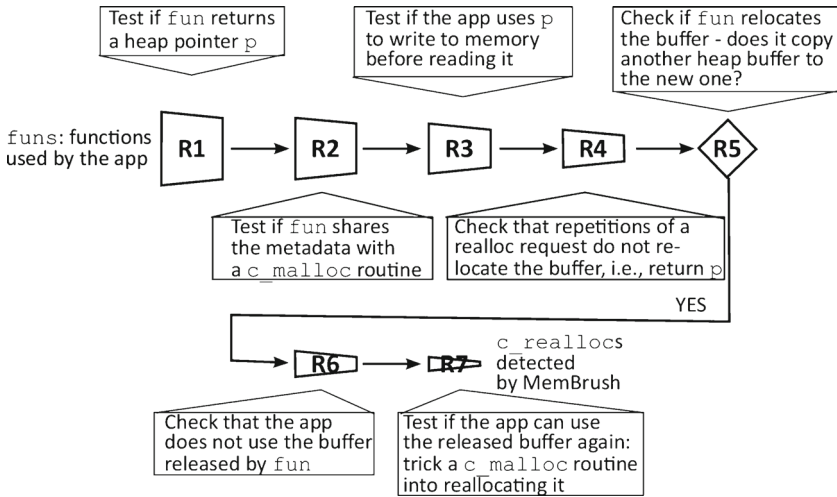 Test if fun returns
a heap pointer p
Test if the app uses p
to write to memory
before reading it
Check if fun relocates
the buffer - does it copy
another heap buffer to
the new one?
funs: functions
used by the app
R1
R2
R3
R4
R5
Test if fun shares
the metadata with
a c_malloc routine
Check that repetitions of a
realloc request do not re-
locate the buffer, i.e., return p
YES
R6
R7
c_reallocs
detected
by MemBrush
Check that the app
does not use the buffer
released by fun
Test if the app can use
the released buffer again:
trick a c_malloc routine
into reallocating it